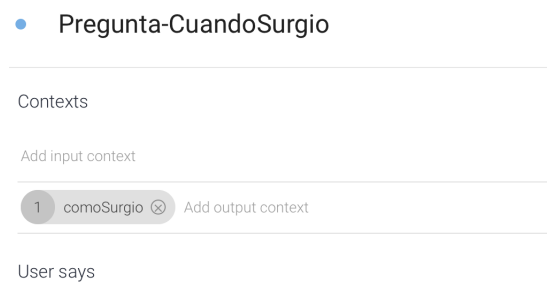 Pregunta-CuandoSurgio
Contexts
Add input context
1 comoSurgio Add output context
User says